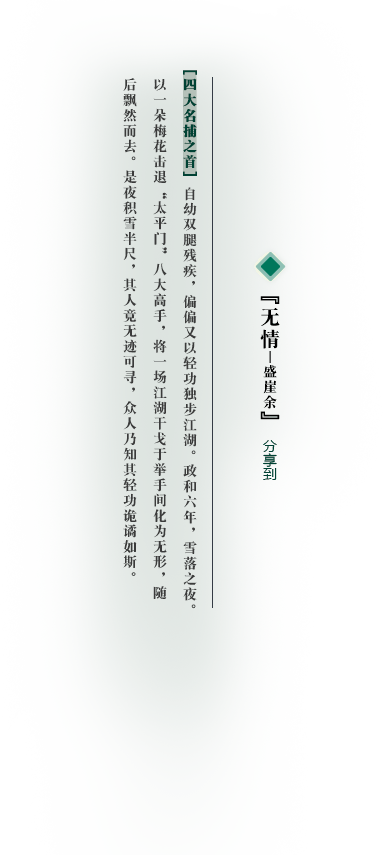 『无情—盛崖余』 分享到
【四大名捕之首】 自幼双腿残疾，偏偏又以轻功独步江湖。政和六年，雪落之夜。
以一朵梅花击退“太平门”八大高手，将一场江湖干戈于举手间化为无形，随
后飘然而去。是夜积雪半尺，其人竟无迹可寻，众人乃知其轻功诡谲如斯。